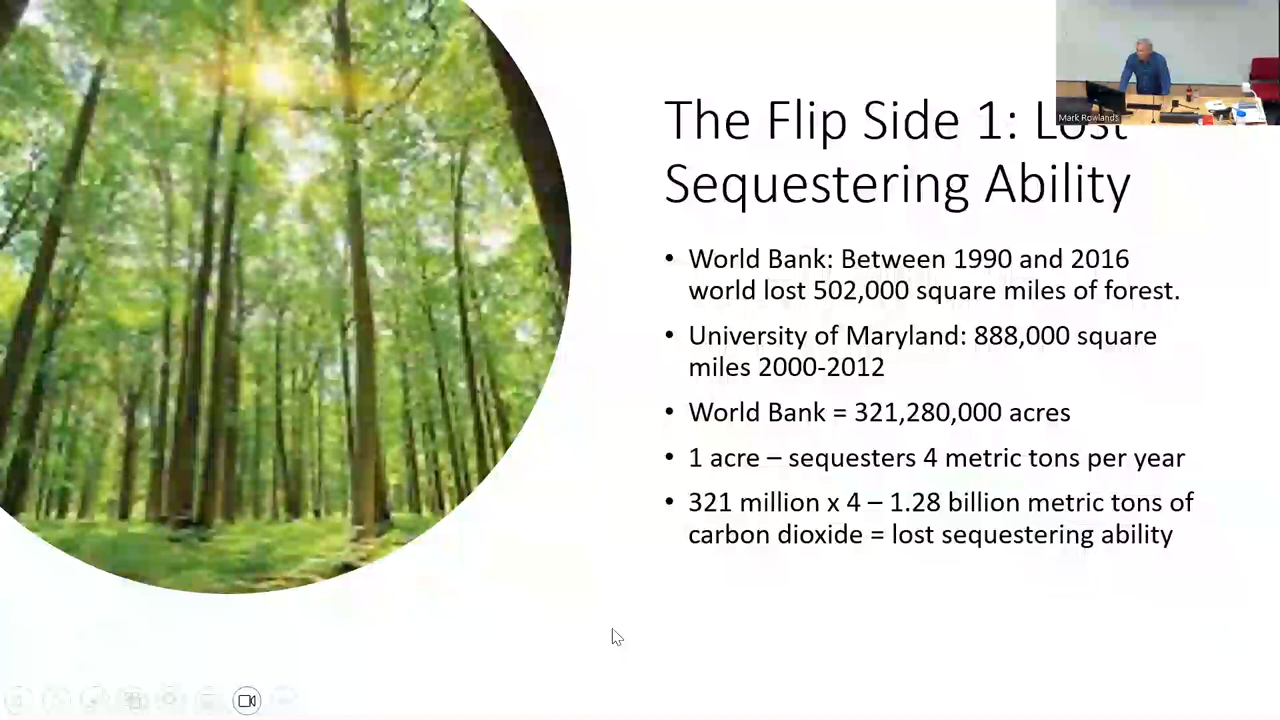 Mark Rowlands
The Flip Side 1: Lost
Sequestering Ability
• World Bank: Between 1990 and 2016
world lost 502,000 square miles of forest.
• University of Maryland: 888,000 square
miles 2000-2012
• World Bank = 321,280,000 acres
• 1 acre – sequesters 4 metric tons per year
• 321 million x 4 – 1.28 billion metric tons of
carbon dioxide = lost sequestering ability